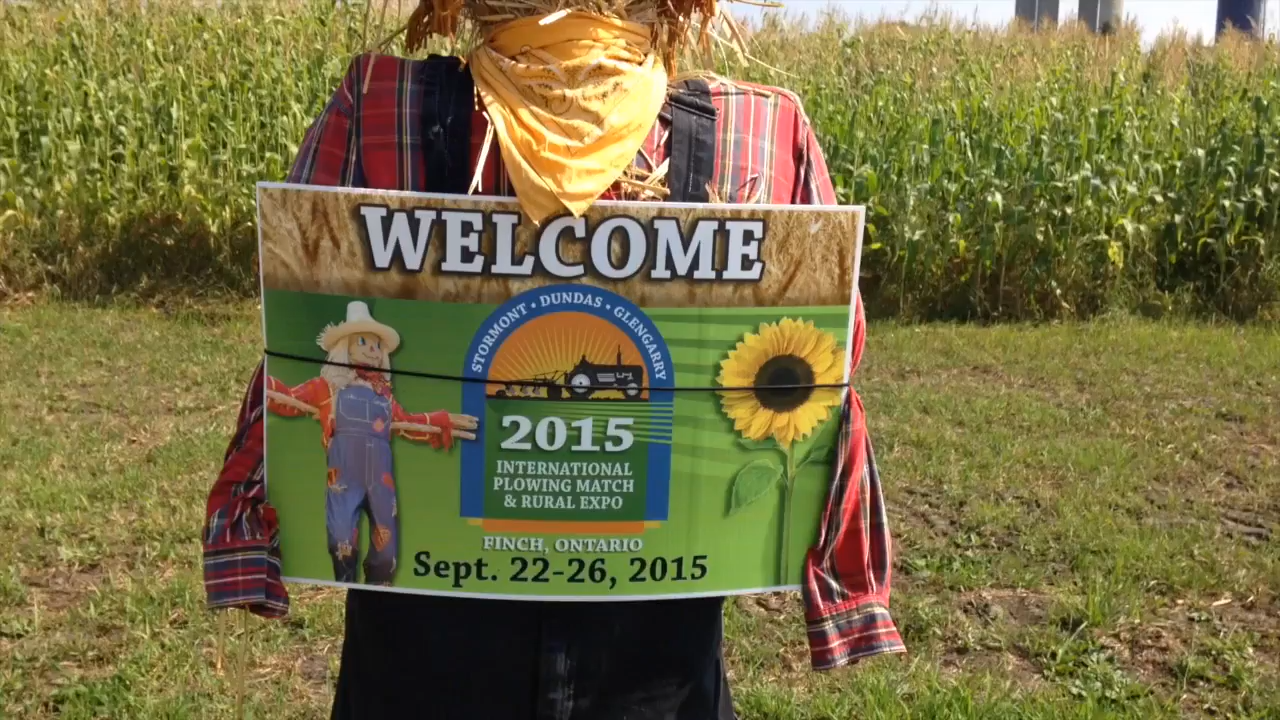 WELCOME
STORMONT • DUNDAS • GLENGARRY
2015
INTERNATIONAL
PLOWING MATCH
& RURAL EXPO
FINCH, ONTARIO
Sept. 22-26, 2015